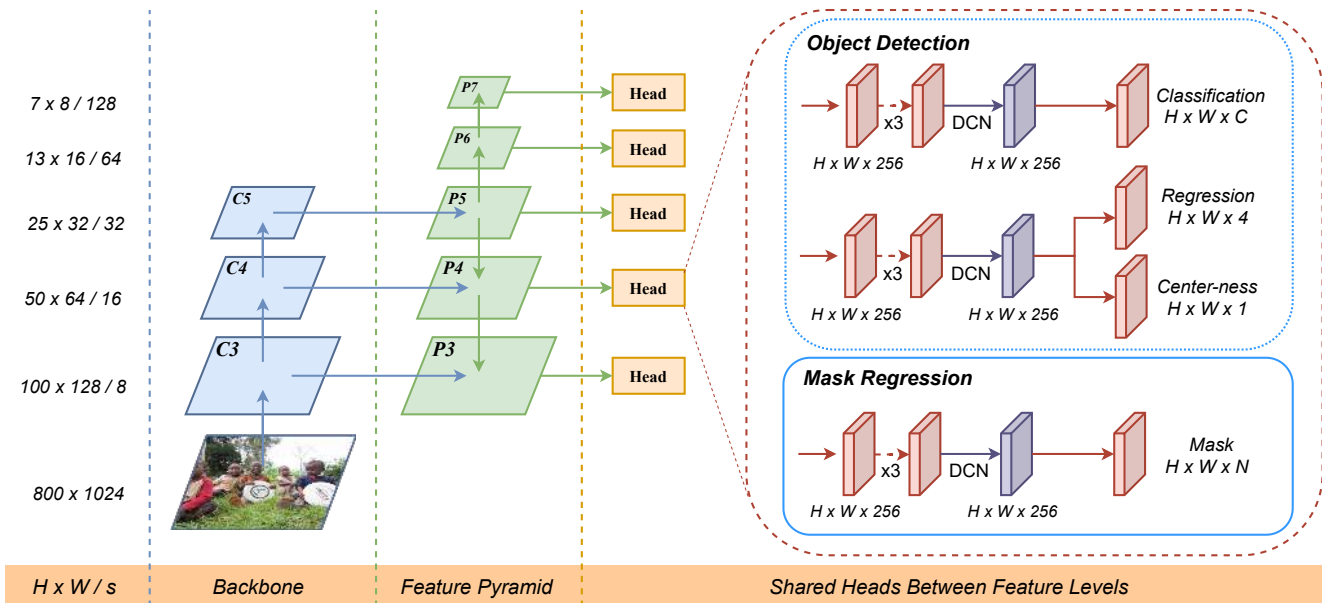 7 x 8 / 128
13 x 16 / 64
25 x 32 / 32
50 x 64 / 16
100 x 128 / 8
800 x 1024
C5
C4
C3
P7
P6
P5
P4
P3
Head
Head
Head
Head
Head
Object Detection
x3
DCN
H x W x 256
H x W x 256
Classification
H x W x C
x3
DCN
H x W x 256
H x W x 256
Regression
H x W x 4
Center-ness
H x W x 1
Mask Regression
x3
DCN
H x W x 256
H x W x 256
Mask
H x W x N
H x W / s
Backbone
Feature Pyramid
Shared Heads Between Feature Levels